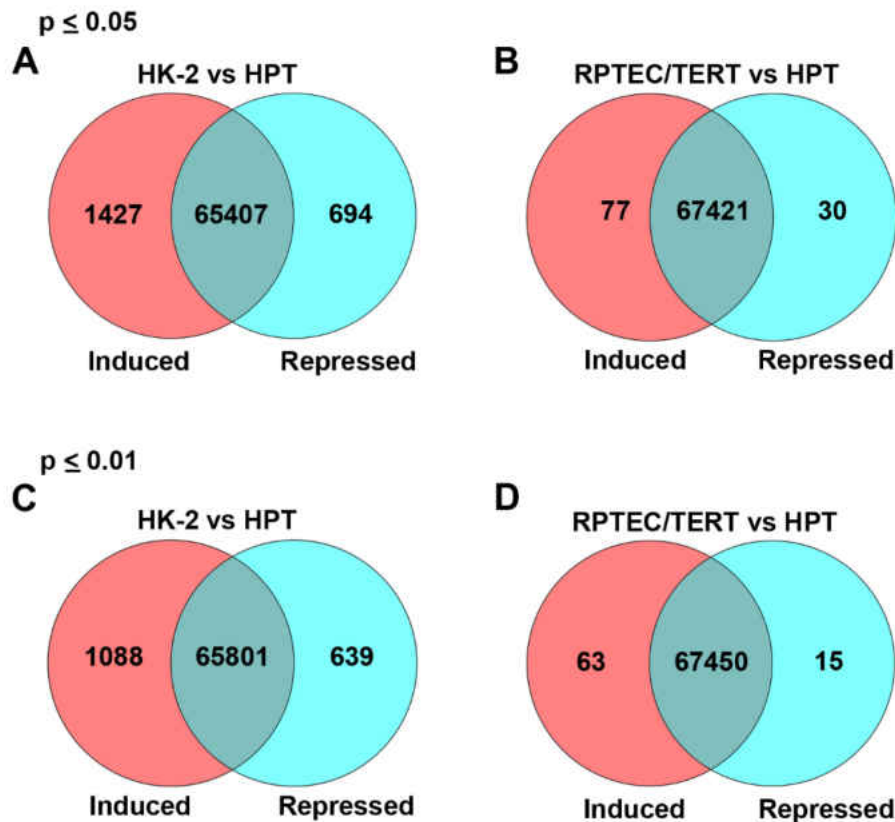 p ≤ 0.05
A
HK-2 vs HPT
1427 65407 694
Induced Repressed
B
RPTEC/TERT vs HPT
77 67421 30
Induced Repressed
p ≤ 0.01
C
HK-2 vs HPT
1088 65801 639
Induced Repressed
D
RPTEC/TERT vs HPT
63 67450 15
Induced Repressed